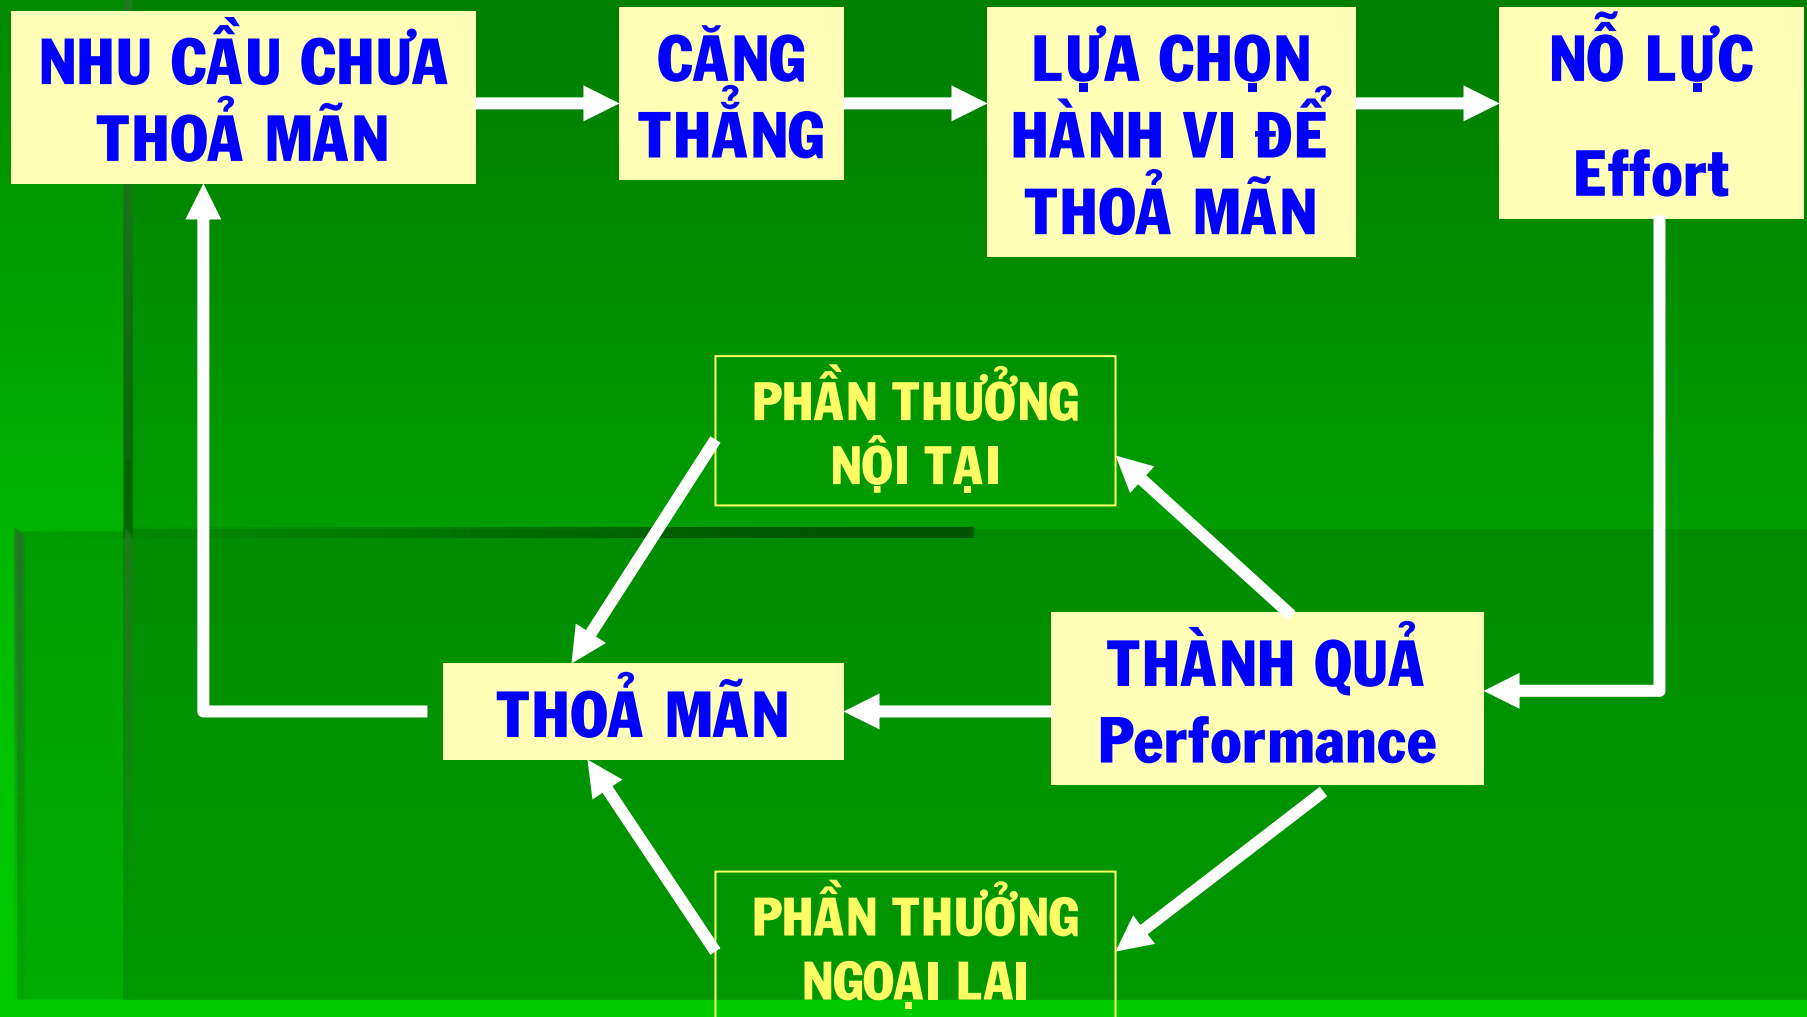 NHU CẦU CHƯA
THOẢ MÃN
CĂNG
THẲNG
LỰA CHỌN
HÀNH VI ĐỂ
THOẢ MÃN
NỖ LỰC
Effort
PHẦN THƯỞNG
NỘI TẠI
THOẢ MÃN
THÀNH QUẢ
Performance
PHẦN THƯỞNG
NGOẠI LAI